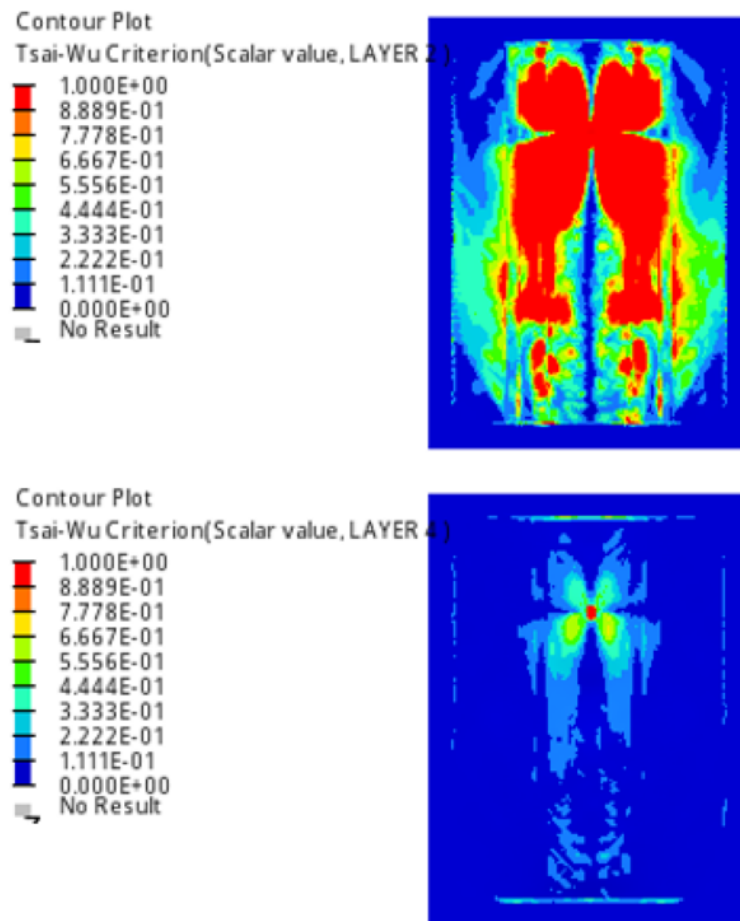 Contour Plot
Tsai-Wu Criterion(Scalar value, LAYER 2 )
1.000E+00
8.889E-01
7.778E-01
6.667E-01
5.556E-01
4.444E-01
3.333E-01
2.222E-01
1.111E-01
0.000E+00
No Result
Contour Plot
Tsai-Wu Criterion(Scalar value, LAYER 4 )
1.000E+00
8.889E-01
7.778E-01
6.667E-01
5.556E-01
4.444E-01
3.333E-01
2.222E-01
1.111E-01
0.000E+00
No Result